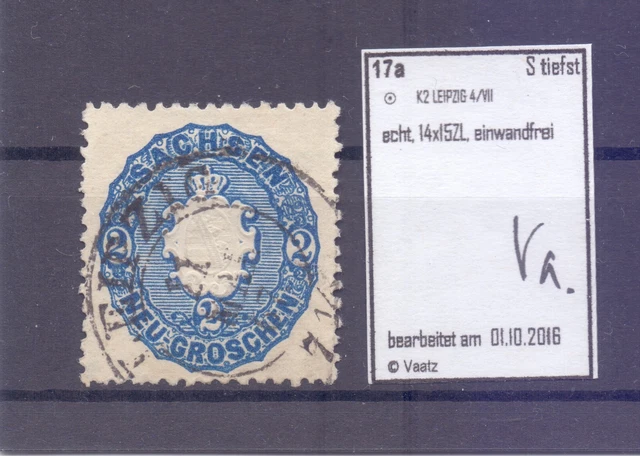 SACHSEN
2 2
2
NEU-GROSCHEN
LEIPZIG
17a S tiefst
K2 LEIPZIG 4/VII
echt, 14x15ZL, einwandfrei
Va.
bearbeitet am 01.10.2016
© Vaatz